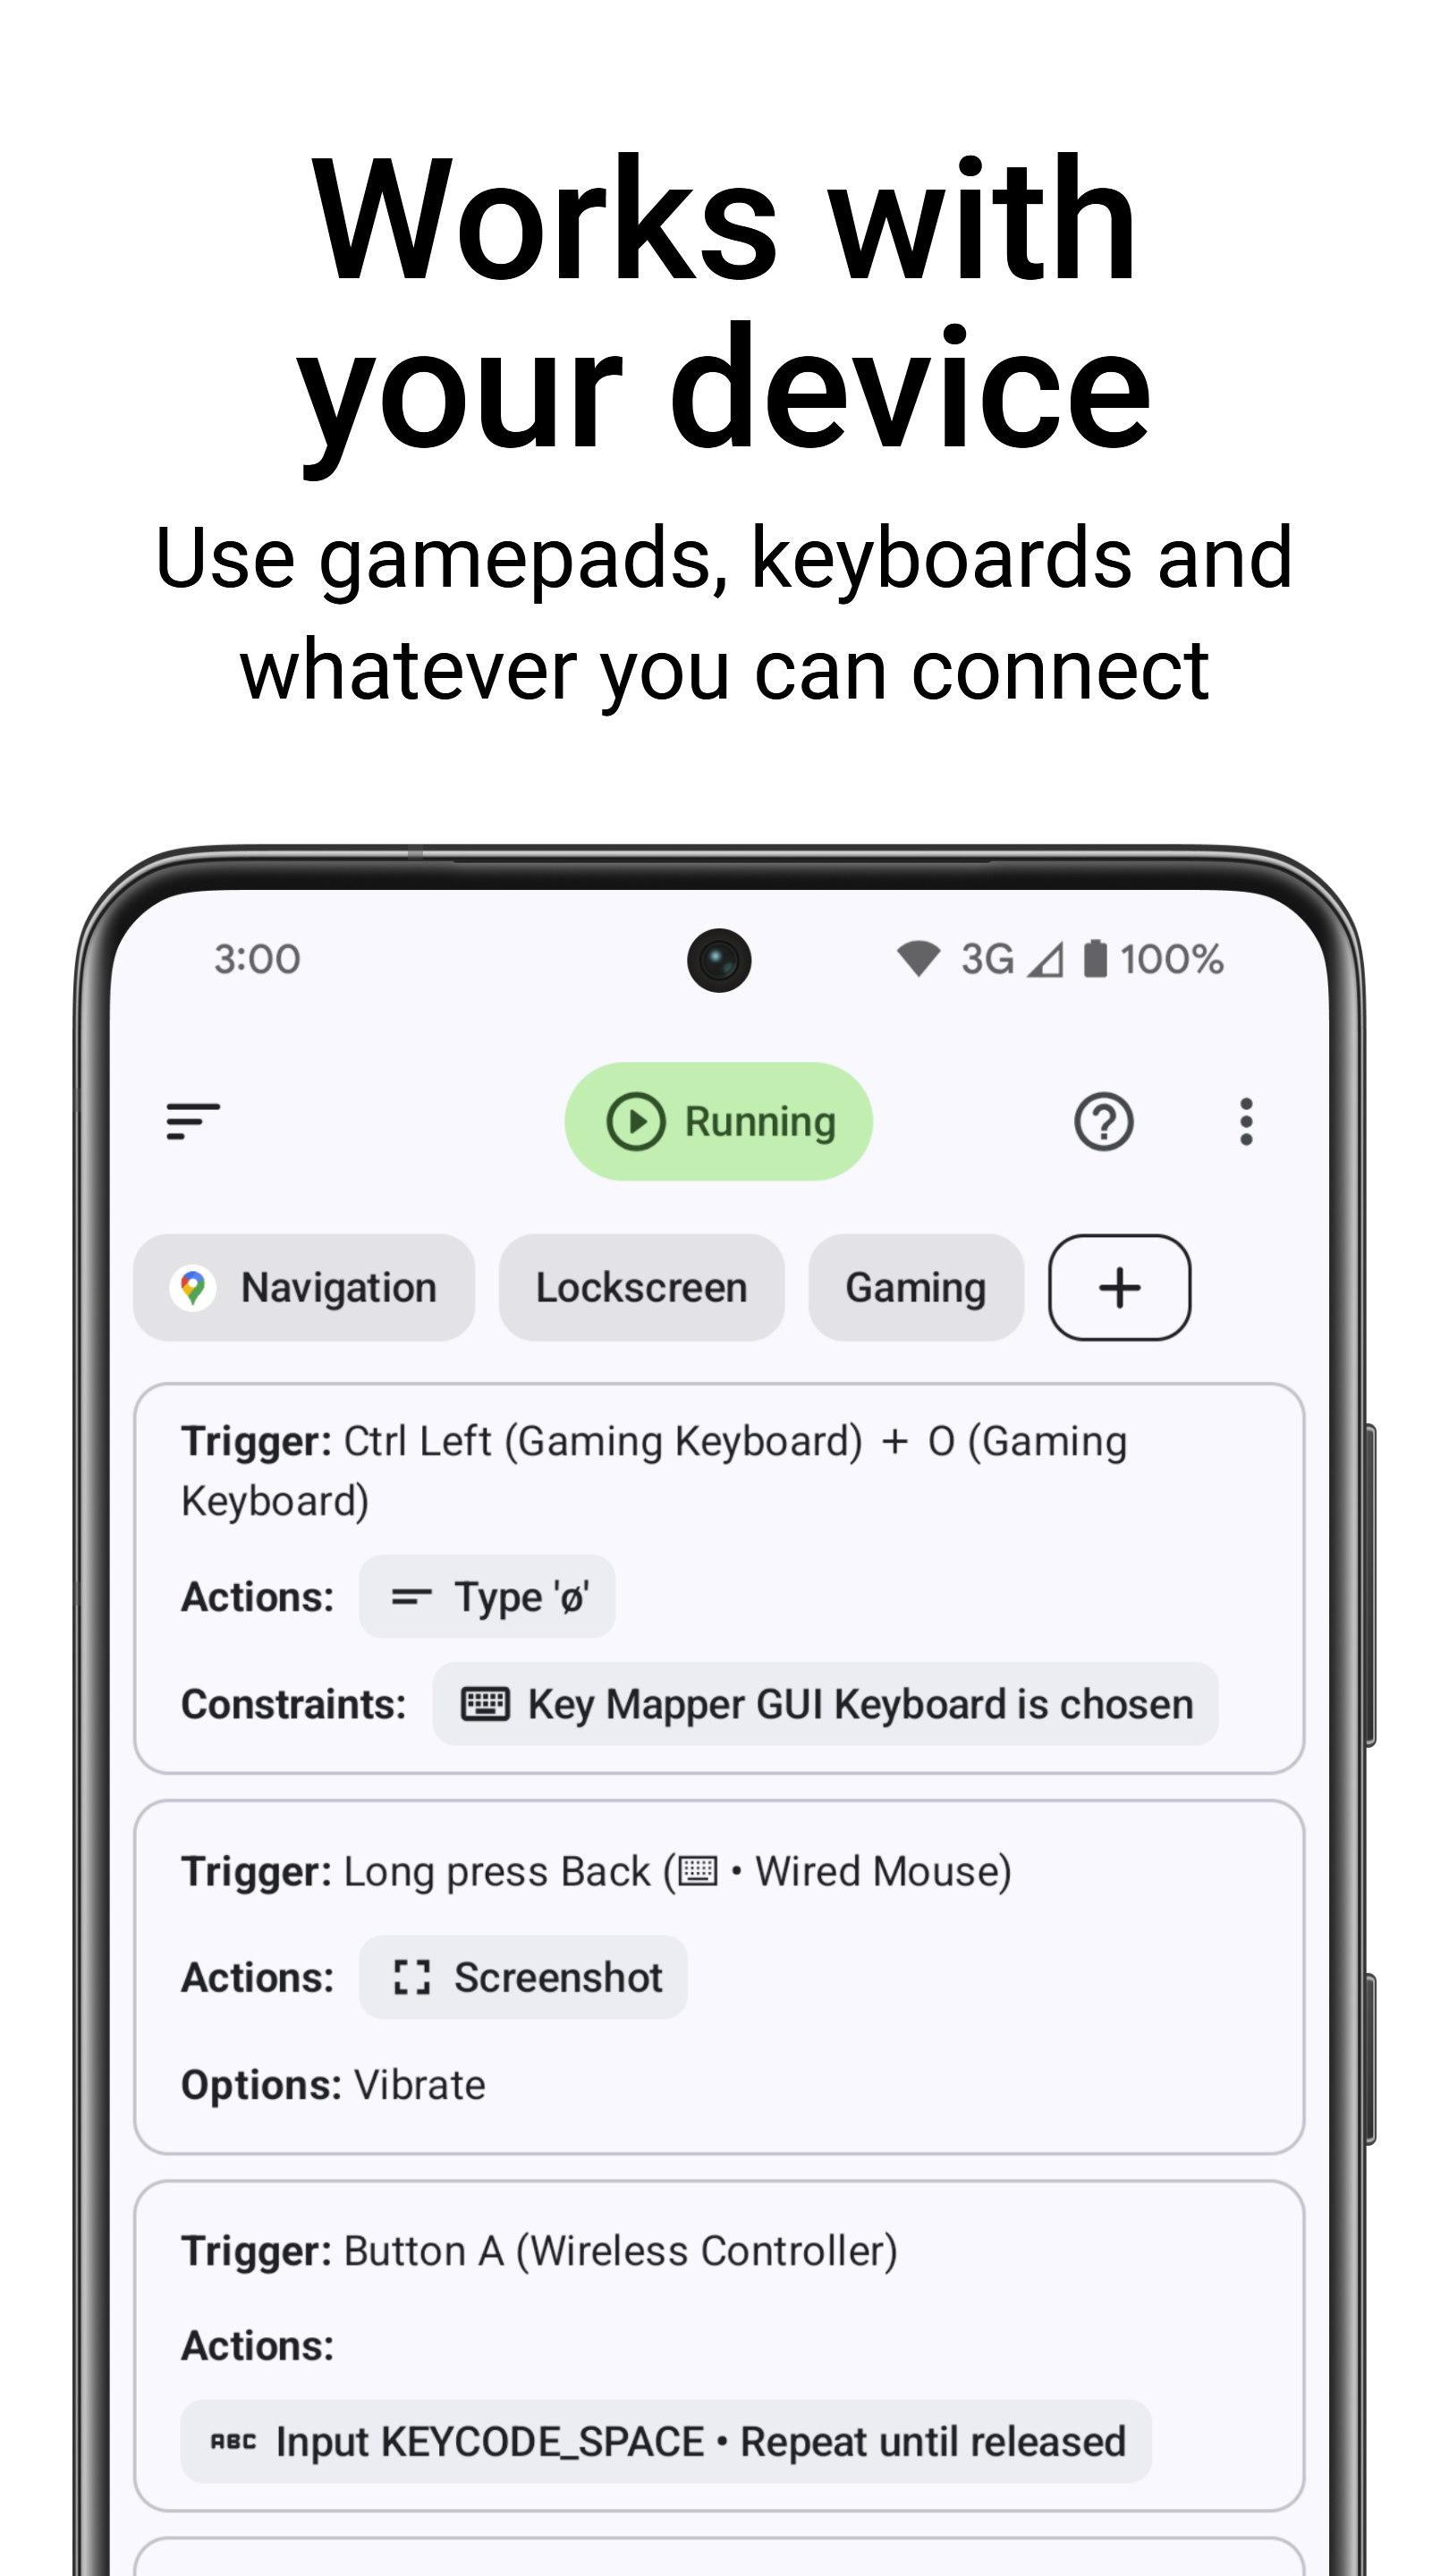 Works with
your device
Use gamepads, keyboards and
whatever you can connect
3:00 3G 100%
Running
Navigation Lockscreen Gaming +
Trigger: Ctrl Left (Gaming Keyboard) + O (Gaming
Keyboard)
Actions: Type 'ø'
Constraints: Key Mapper GUI Keyboard is chosen
Trigger: Long press Back (⌨ • Wired Mouse)
Actions: Screenshot
Options: Vibrate
Trigger: Button A (Wireless Controller)
Actions:
ABC Input KEYCODE_SPACE • Repeat until released